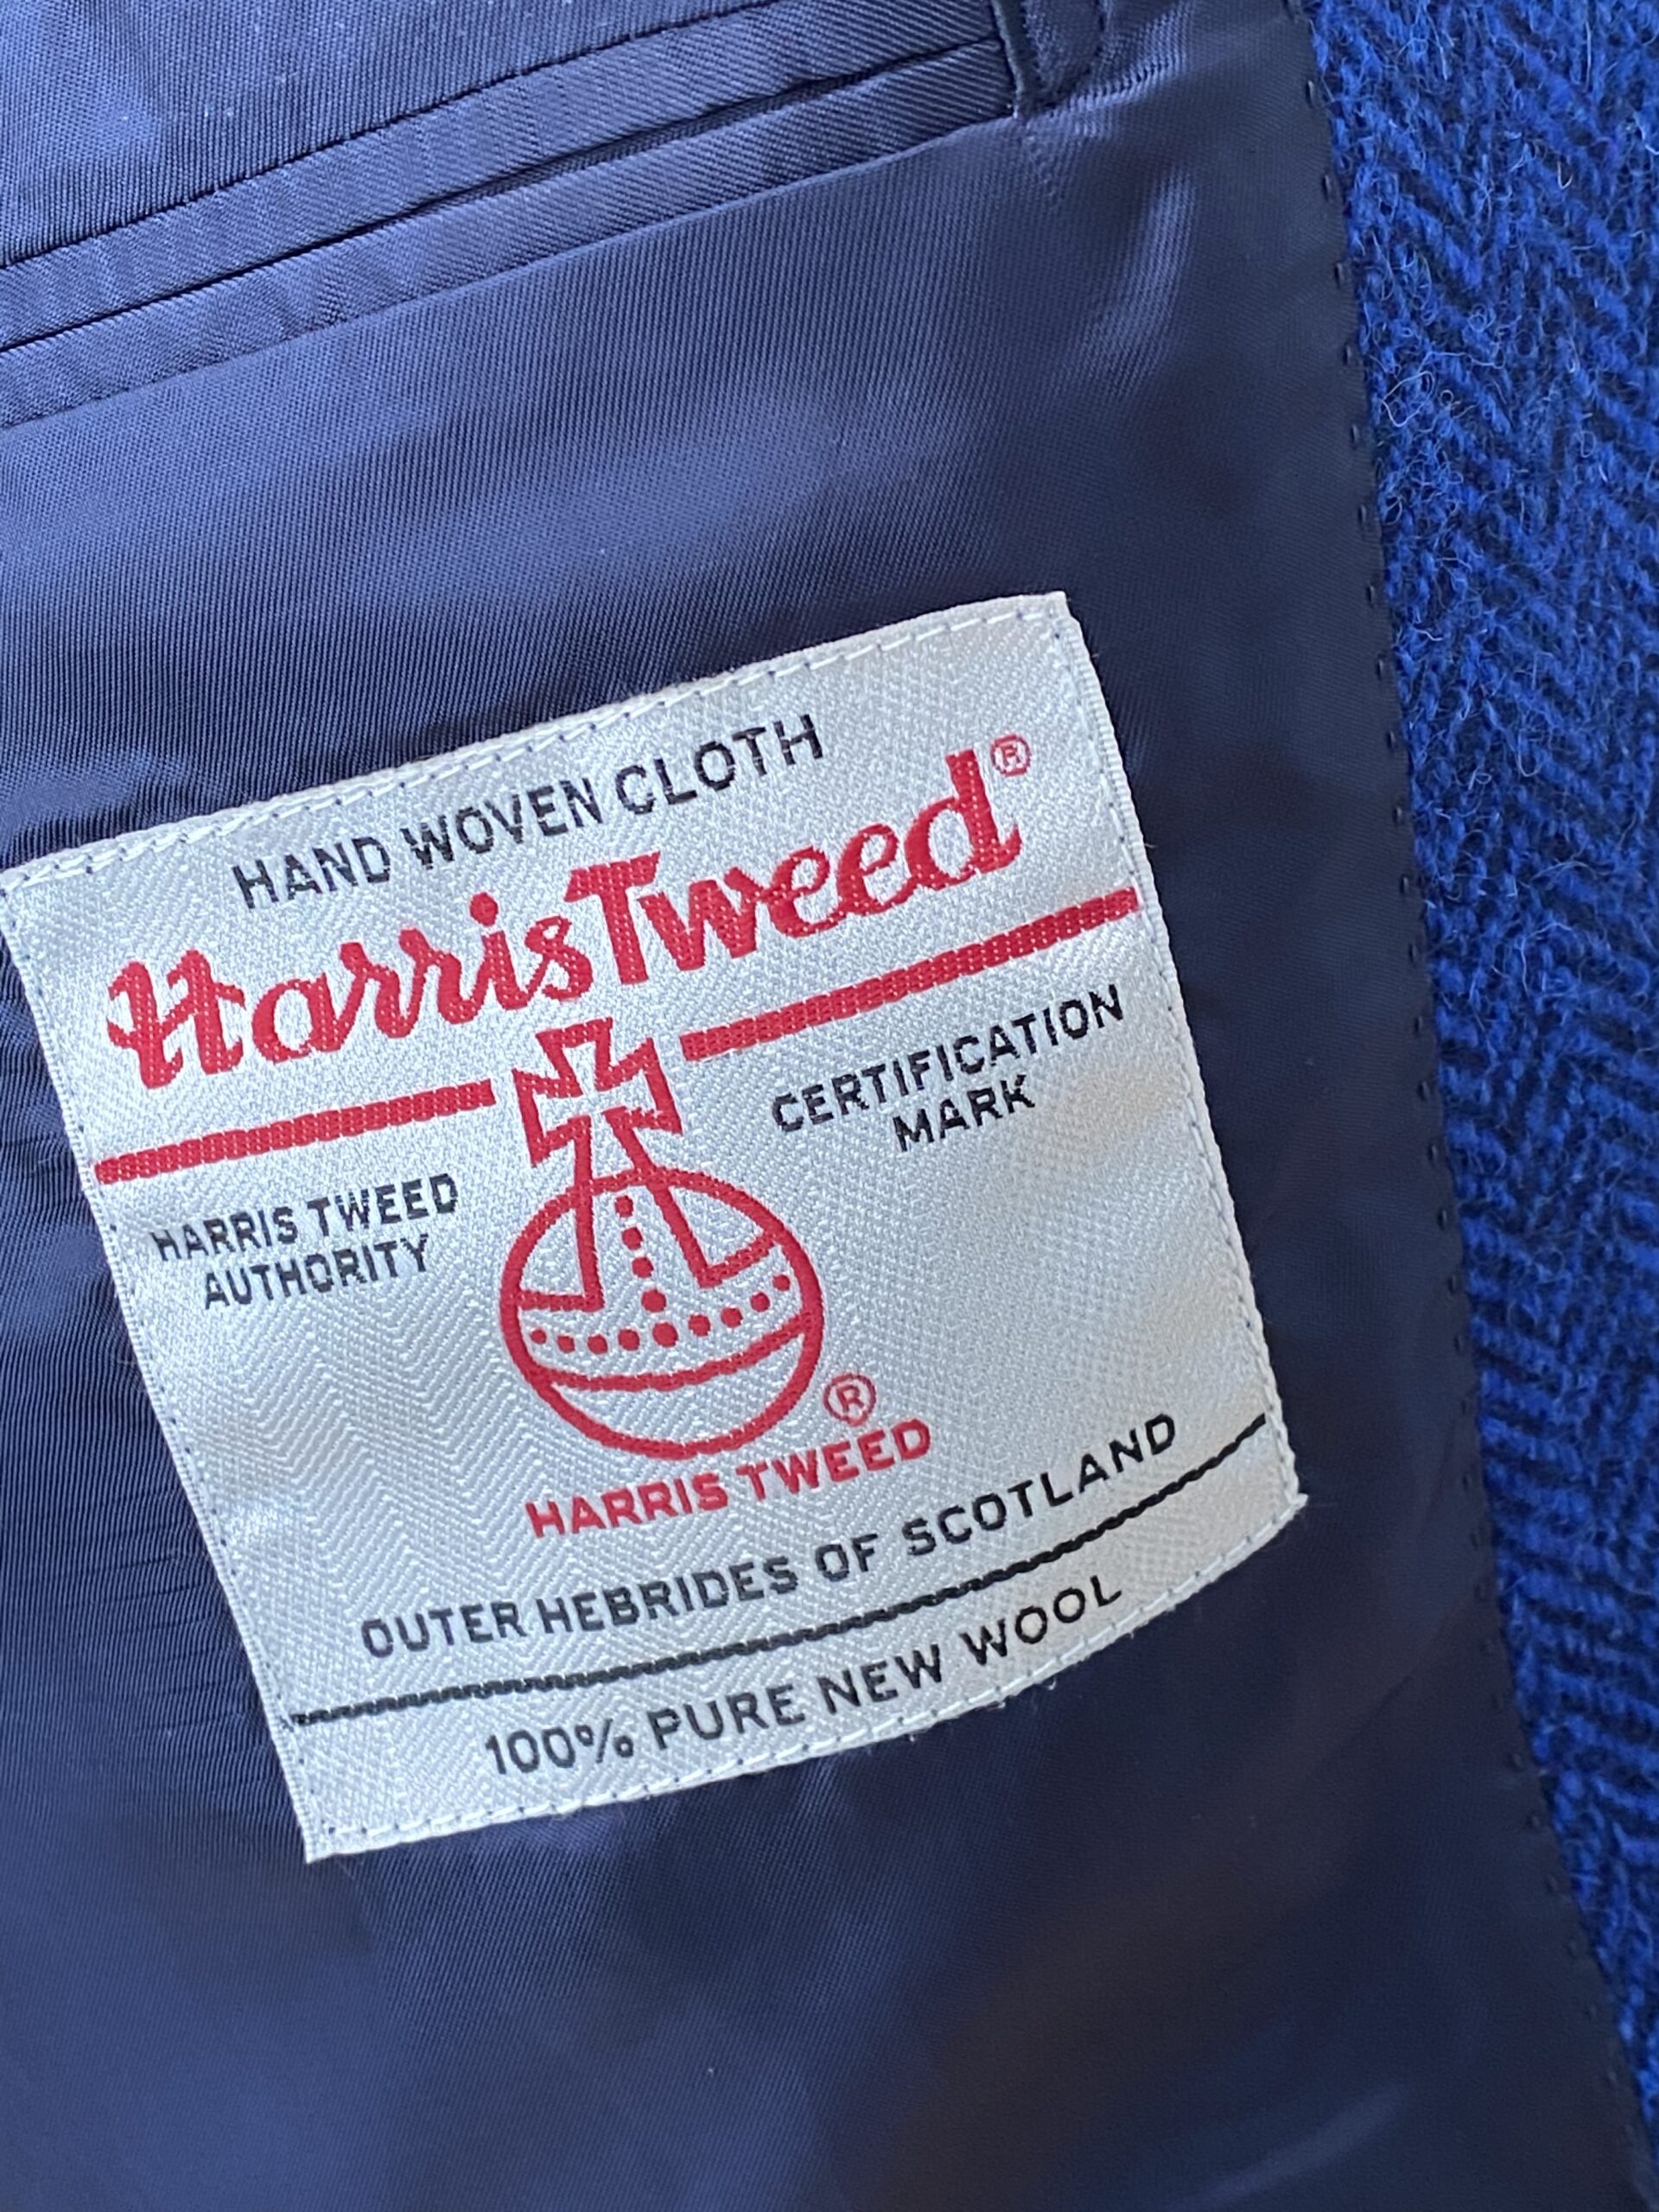 HAND WOVEN CLOTH
Harris Tweed®
HARRIS TWEED
AUTHORITY
CERTIFICATION
MARK
®
HARRIS TWEED
OUTER HEBRIDES OF SCOTLAND
100% PURE NEW WOOL